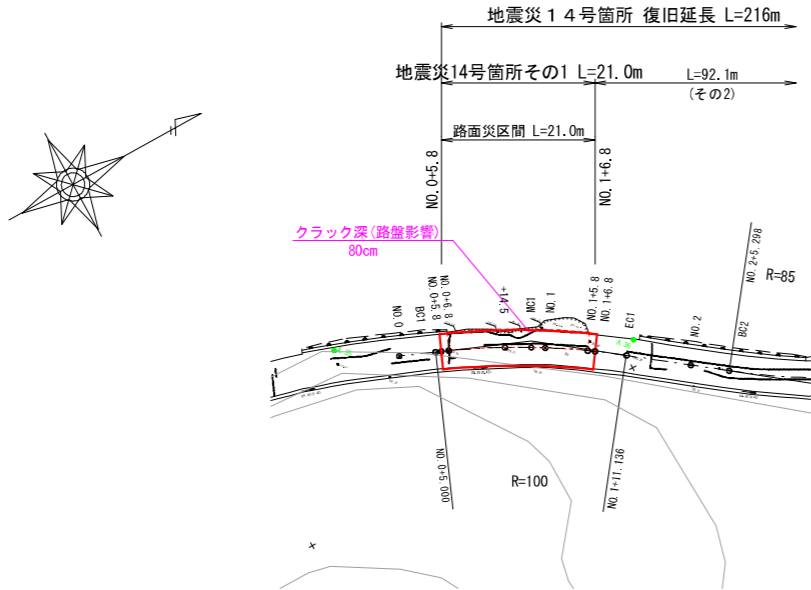 地震災１４号箇所 復旧延長 L=216m
地震災14号箇所その1 L=21.0m
L=92.1m
(その2)
路面災区間 L=21.0m
NO.0+5.8
NO.1+6.8
クラック深(路盤影響)
80cm
NO.2+5.298
R=85
NO.0
BC1
NO.0+5.8
NO.0+6.8
+14.5
MC1
NO.1
NO.1+5.8
NO.1+6.8
EC1
NO.2
BC2
NO.0+5.000
R=100
NO.1+11.136